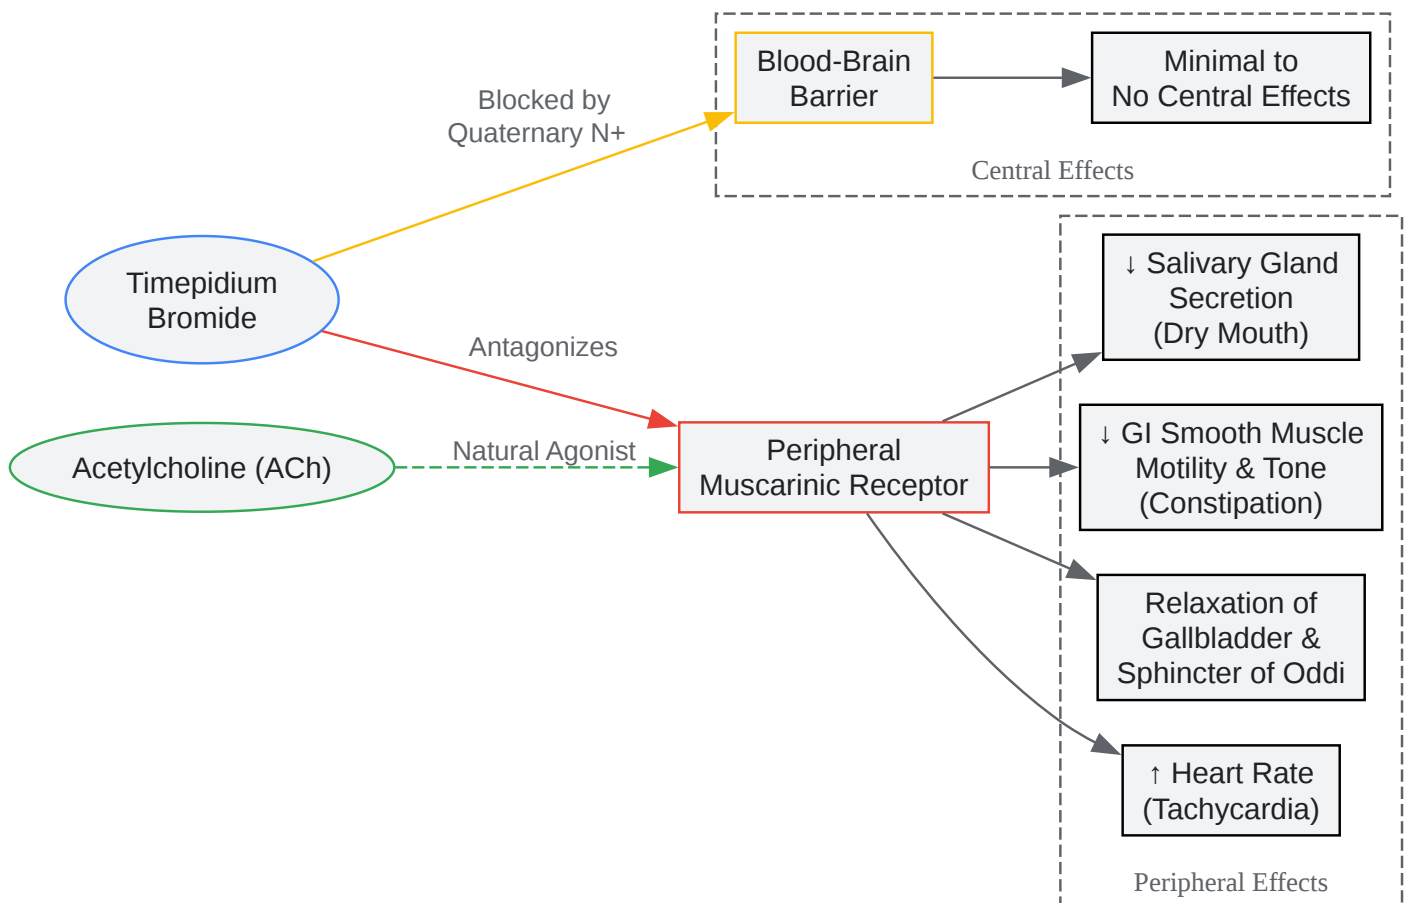 Blood-Brain
Barrier
Minimal to
No Central Effects
Blocked by
Quaternary N+
Central Effects
Timepidium
Bromide
↓ Salivary Gland
Secretion
(Dry Mouth)
Antagonizes
Acetylcholine (ACh)
Natural Agonist
Peripheral
Muscarinic Receptor
↓ GI Smooth Muscle
Motility & Tone
(Constipation)
Relaxation of
Gallbladder &
Sphincter of Oddi
↑ Heart Rate
(Tachycardia)
Peripheral Effects